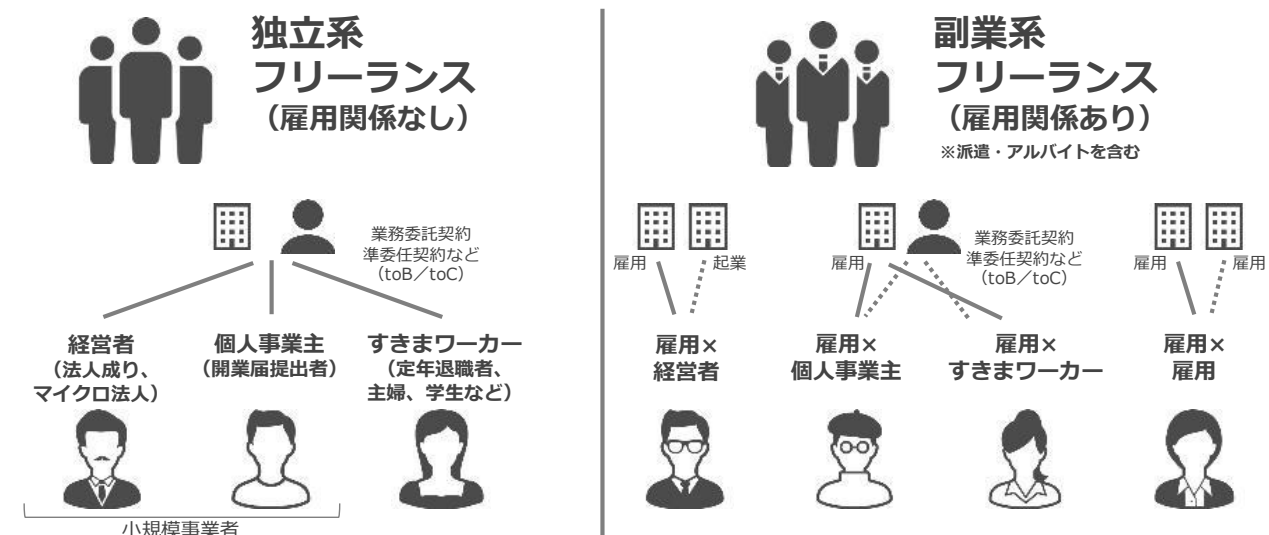 独立系
フリーランス
（雇用関係なし）
業務委託契約
準委任契約など
（toB／toC）
経営者
（法人成り、
マイクロ法人）
個人事業主
（開業届提出者）
すきまワーカー
（定年退職者、
主婦、学生など）
小規模事業者
副業系
フリーランス
（雇用関係あり）
※派遣・アルバイトを含む
雇用
起業
雇用
業務委託契約
準委任契約など
（toB／toC）
雇用
雇用
雇用×
経営者
雇用×
個人事業主
雇用×
すきまワーカー
雇用×
雇用